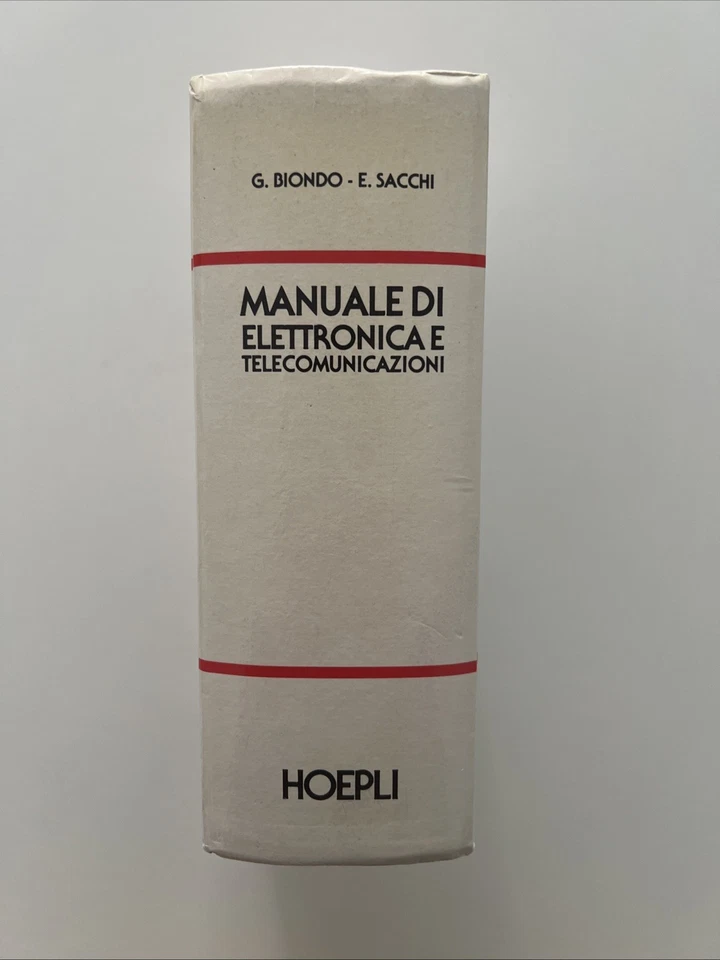 G. BIONDO - E. SACCHI
MANUALE DI
ELETTRONICA E
TELECOMUNICAZIONI
HOEPLI